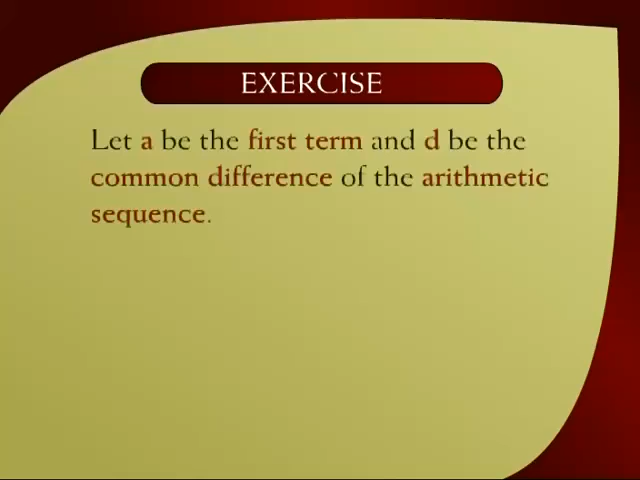 EXERCISE
Let a be the first term and d be the
common difference of the arithmetic
sequence.